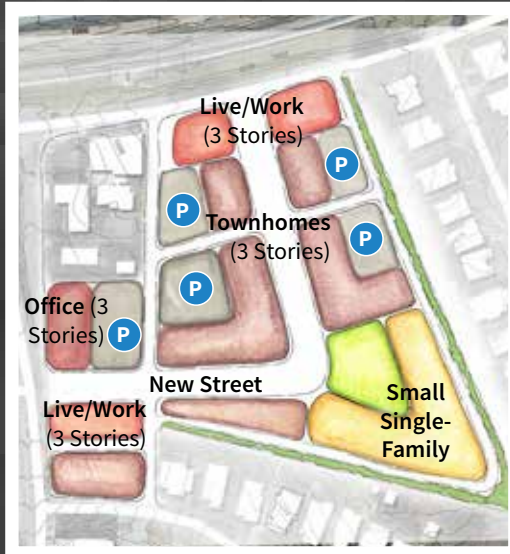 Live/Work
(3 Stories)
P
P
Townhomes
(3 Stories)
P
P
Office (3
Stories)
P
New Street
Live/Work
(3 Stories)
Small
Single-
Family